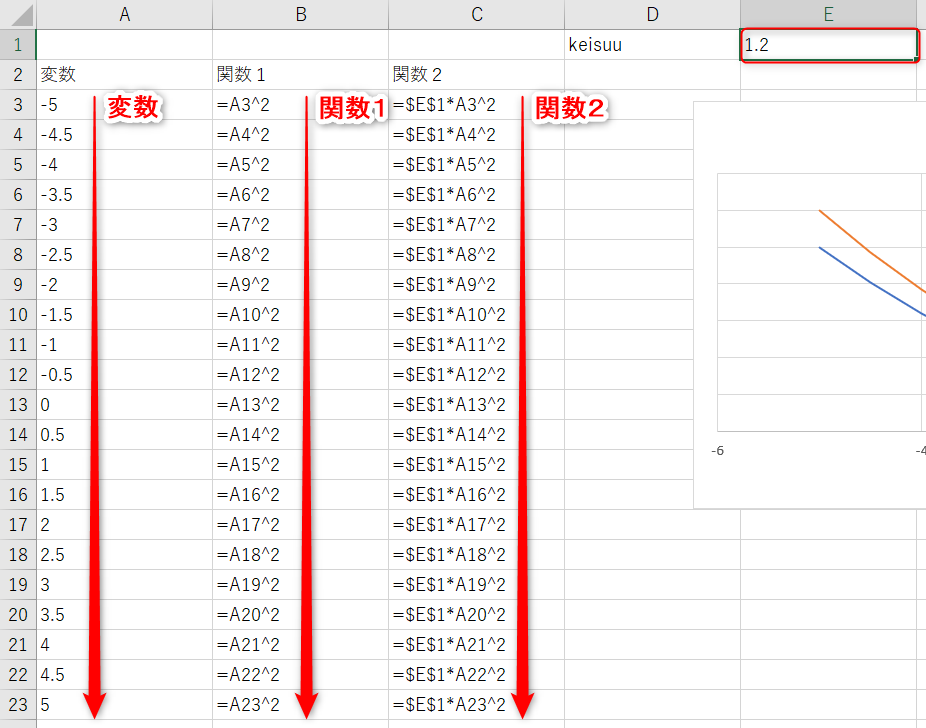 A B C D E
1 keisuu 1.2
2 変数 関数１ 関数２
3 -5 =A3^2 =$E$1*A3^2
変数 関数1 関数2
4 -4.5 =A4^2 =$E$1*A4^2
5 -4 =A5^2 =$E$1*A5^2
6 -3.5 =A6^2 =$E$1*A6^2
7 -3 =A7^2 =$E$1*A7^2
8 -2.5 =A8^2 =$E$1*A8^2
9 -2 =A9^2 =$E$1*A9^2
10 -1.5 =A10^2 =$E$1*A10^2
11 -1 =A11^2 =$E$1*A11^2
12 -0.5 =A12^2 =$E$1*A12^2
13 0 =A13^2 =$E$1*A13^2
14 0.5 =A14^2 =$E$1*A14^2
15 1 =A15^2 =$E$1*A15^2
-6 -4
16 1.5 =A16^2 =$E$1*A16^2
17 2 =A17^2 =$E$1*A17^2
18 2.5 =A18^2 =$E$1*A18^2
19 3 =A19^2 =$E$1*A19^2
20 3.5 =A20^2 =$E$1*A20^2
21 4 =A21^2 =$E$1*A21^2
22 4.5 =A22^2 =$E$1*A22^2
23 5 =A23^2 =$E$1*A23^2